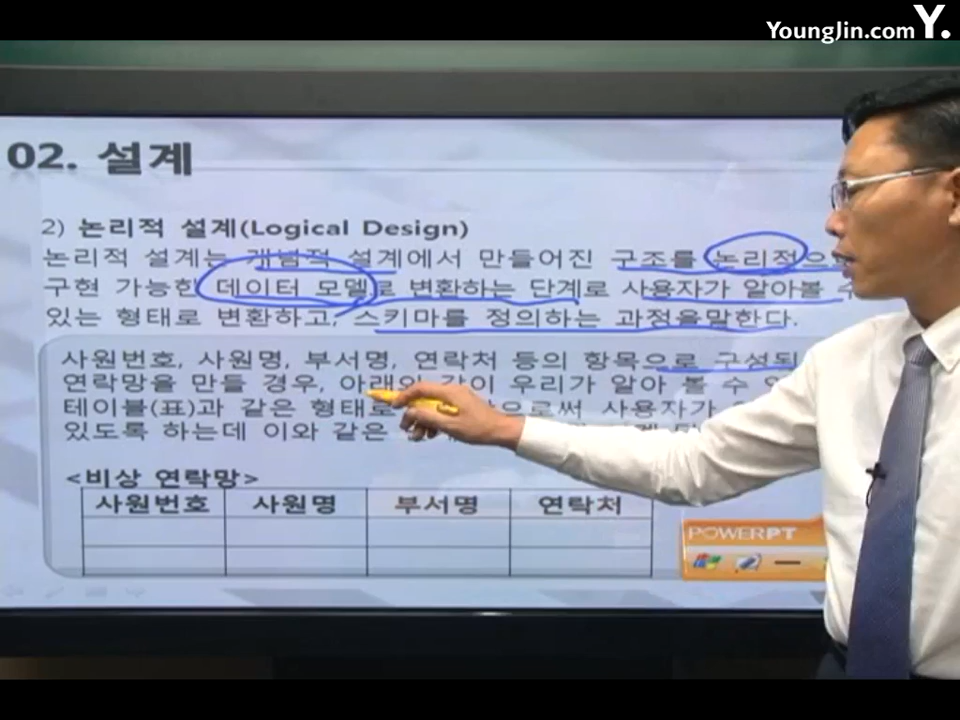 YoungJin.com Y.
02. 설계
2) 논리적 설계(Logical Design)
논리적 설계는 개념적 설계에서 만들어진 구조를 논리적으
구현 가능한 데이터 모델로 변환하는 단계로 사용자가 알아볼 수
있는 형태로 변환하고, 스키마를 정의하는 과정을말한다.
사원번호, 사원명, 부서명, 연락처 등의 항목으로 구성된
연락망을 만들 경우, 아래와 같이 우리가 알아 볼 수
테이블(표)과 같은 형태로 사용자가
있도록 하는데 이와 같은
<비상 연락망>
사원번호 사원명 부서명 연락처
POWERPT